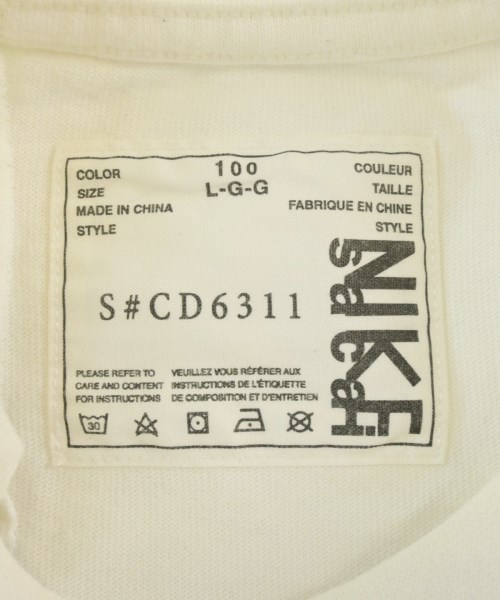 COLOR 100 COULEUR
SIZE L-G-G TAILLE
MADE IN CHINA FABRIQUE EN CHINE
STYLE STYLE
S#CD6311
NIKE
sacai
PLEASE REFER TO VEUILLEZ VOUS RÉFÉRER AUX
CARE AND CONTENT INSTRUCTIONS DE L'ÉTIQUETTE
FOR INSTRUCTIONS DE COMPOSITION ET D'ENTRETIEN
30